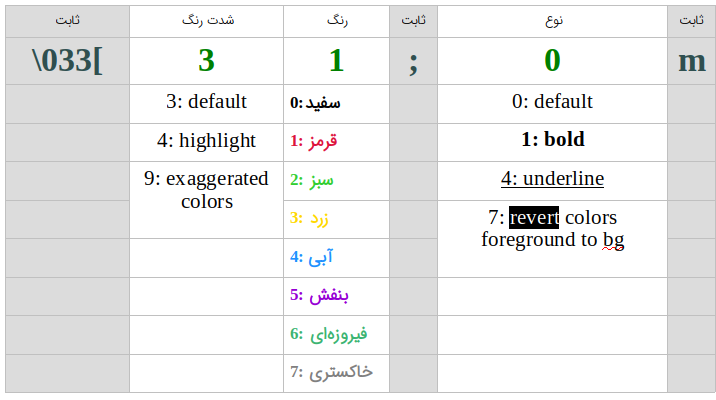 ثابت	شدت رنگ	رنگ	ثابت	نوع	ثابت
\033[	3	1	;	0	m
3: default	0: سفید	0: default
4: highlight	1: قرمز	1: bold
9: exaggerated	2: سبز	4: underline
colors	3: زرد	7: revert colors
foreground to bg
4: آبی
5: بنفش
6: فیروزه‌ای
7: خاکستری